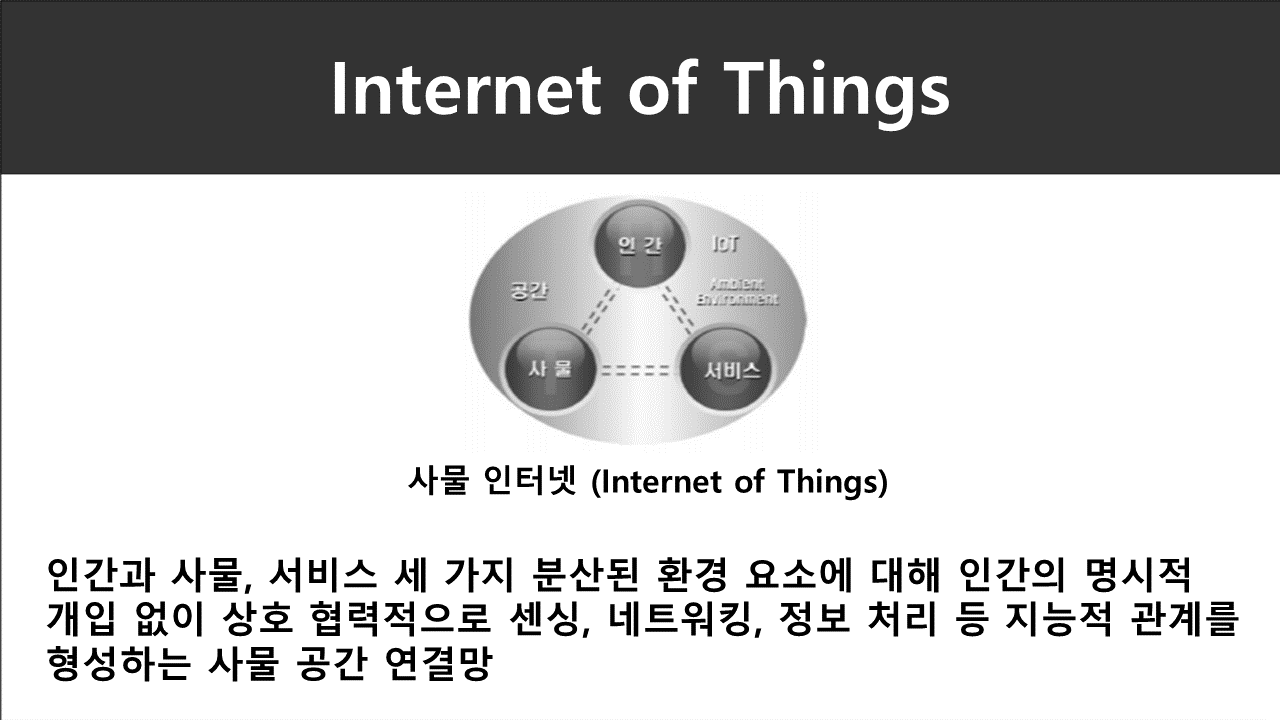 Internet of Things
인 간
IoT
공간
Ambient
Environment
사 물
서비스
사물 인터넷 (Internet of Things)
인간과 사물, 서비스 세 가지 분산된 환경 요소에 대해 인간의 명시적
개입 없이 상호 협력적으로 센싱, 네트워킹, 정보 처리 등 지능적 관계를
형성하는 사물 공간 연결망